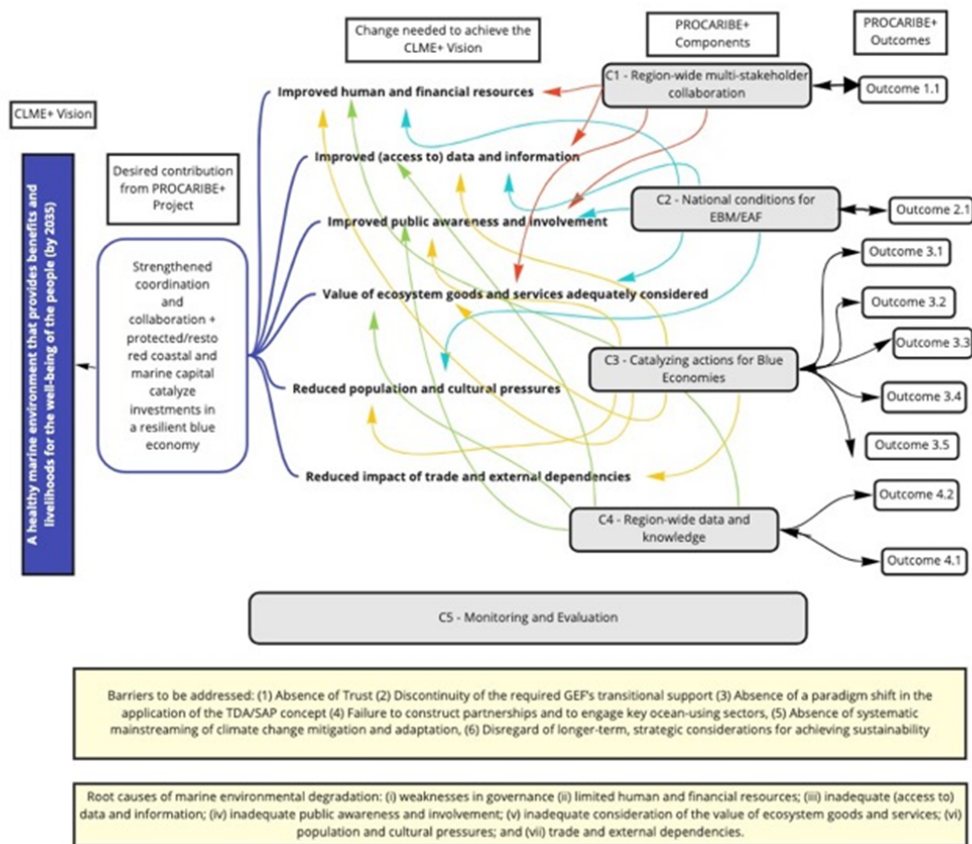 Change needed to achieve the
CLME+ Vision
PROCARIBE+
Components
PROCARIBE+
Outcomes
CLME+ Vision
Desired contribution
from PROCARIBE+
Project
A healthy marine environment that provides benefits and
livelihoods for the well-being of the people (by 2035)
Strengthened
coordination
and
collaboration +
protected/resto
red coastal and
marine capital
catalyze
investments in
a resilient blue
economy
Improved human and financial resources
Improved (access to) data and information
Improved public awareness and involvement
Value of ecosystem goods and services adequately considered
Reduced population and cultural pressures
Reduced impact of trade and external dependencies
C1 - Region-wide multi-stakeholder
collaboration
C2 - National conditions for
EBM/EAF
C3 - Catalyzing actions for Blue
Economies
C4 - Region-wide data and
knowledge
Outcome 1.1
Outcome 2.1
Outcome 3.1
Outcome 3.2
Outcome 3.3
Outcome 3.4
Outcome 3.5
Outcome 4.2
Outcome 4.1
C5 - Monitoring and Evaluation
Barriers to be addressed: (1) Absence of Trust (2) Discontinuity of the required GEF's transitional support (3) Absence of a paradigm shift in the
application of the TDA/SAP concept (4) Failure to construct partnerships and to engage key ocean-using sectors, (5) Absence of systematic
mainstreaming of climate change mitigation and adaptation, (6) Disregard of longer-term, strategic considerations for achieving sustainability
Root causes of marine environmental degradation: (i) weaknesses in governance (ii) limited human and financial resources; (iii) inadequate (access to)
data and information; (iv) inadequate public awareness and involvement; (v) inadequate consideration of the value of ecosystem goods and services; (vi)
population and cultural pressures; and (vii) trade and external dependencies.